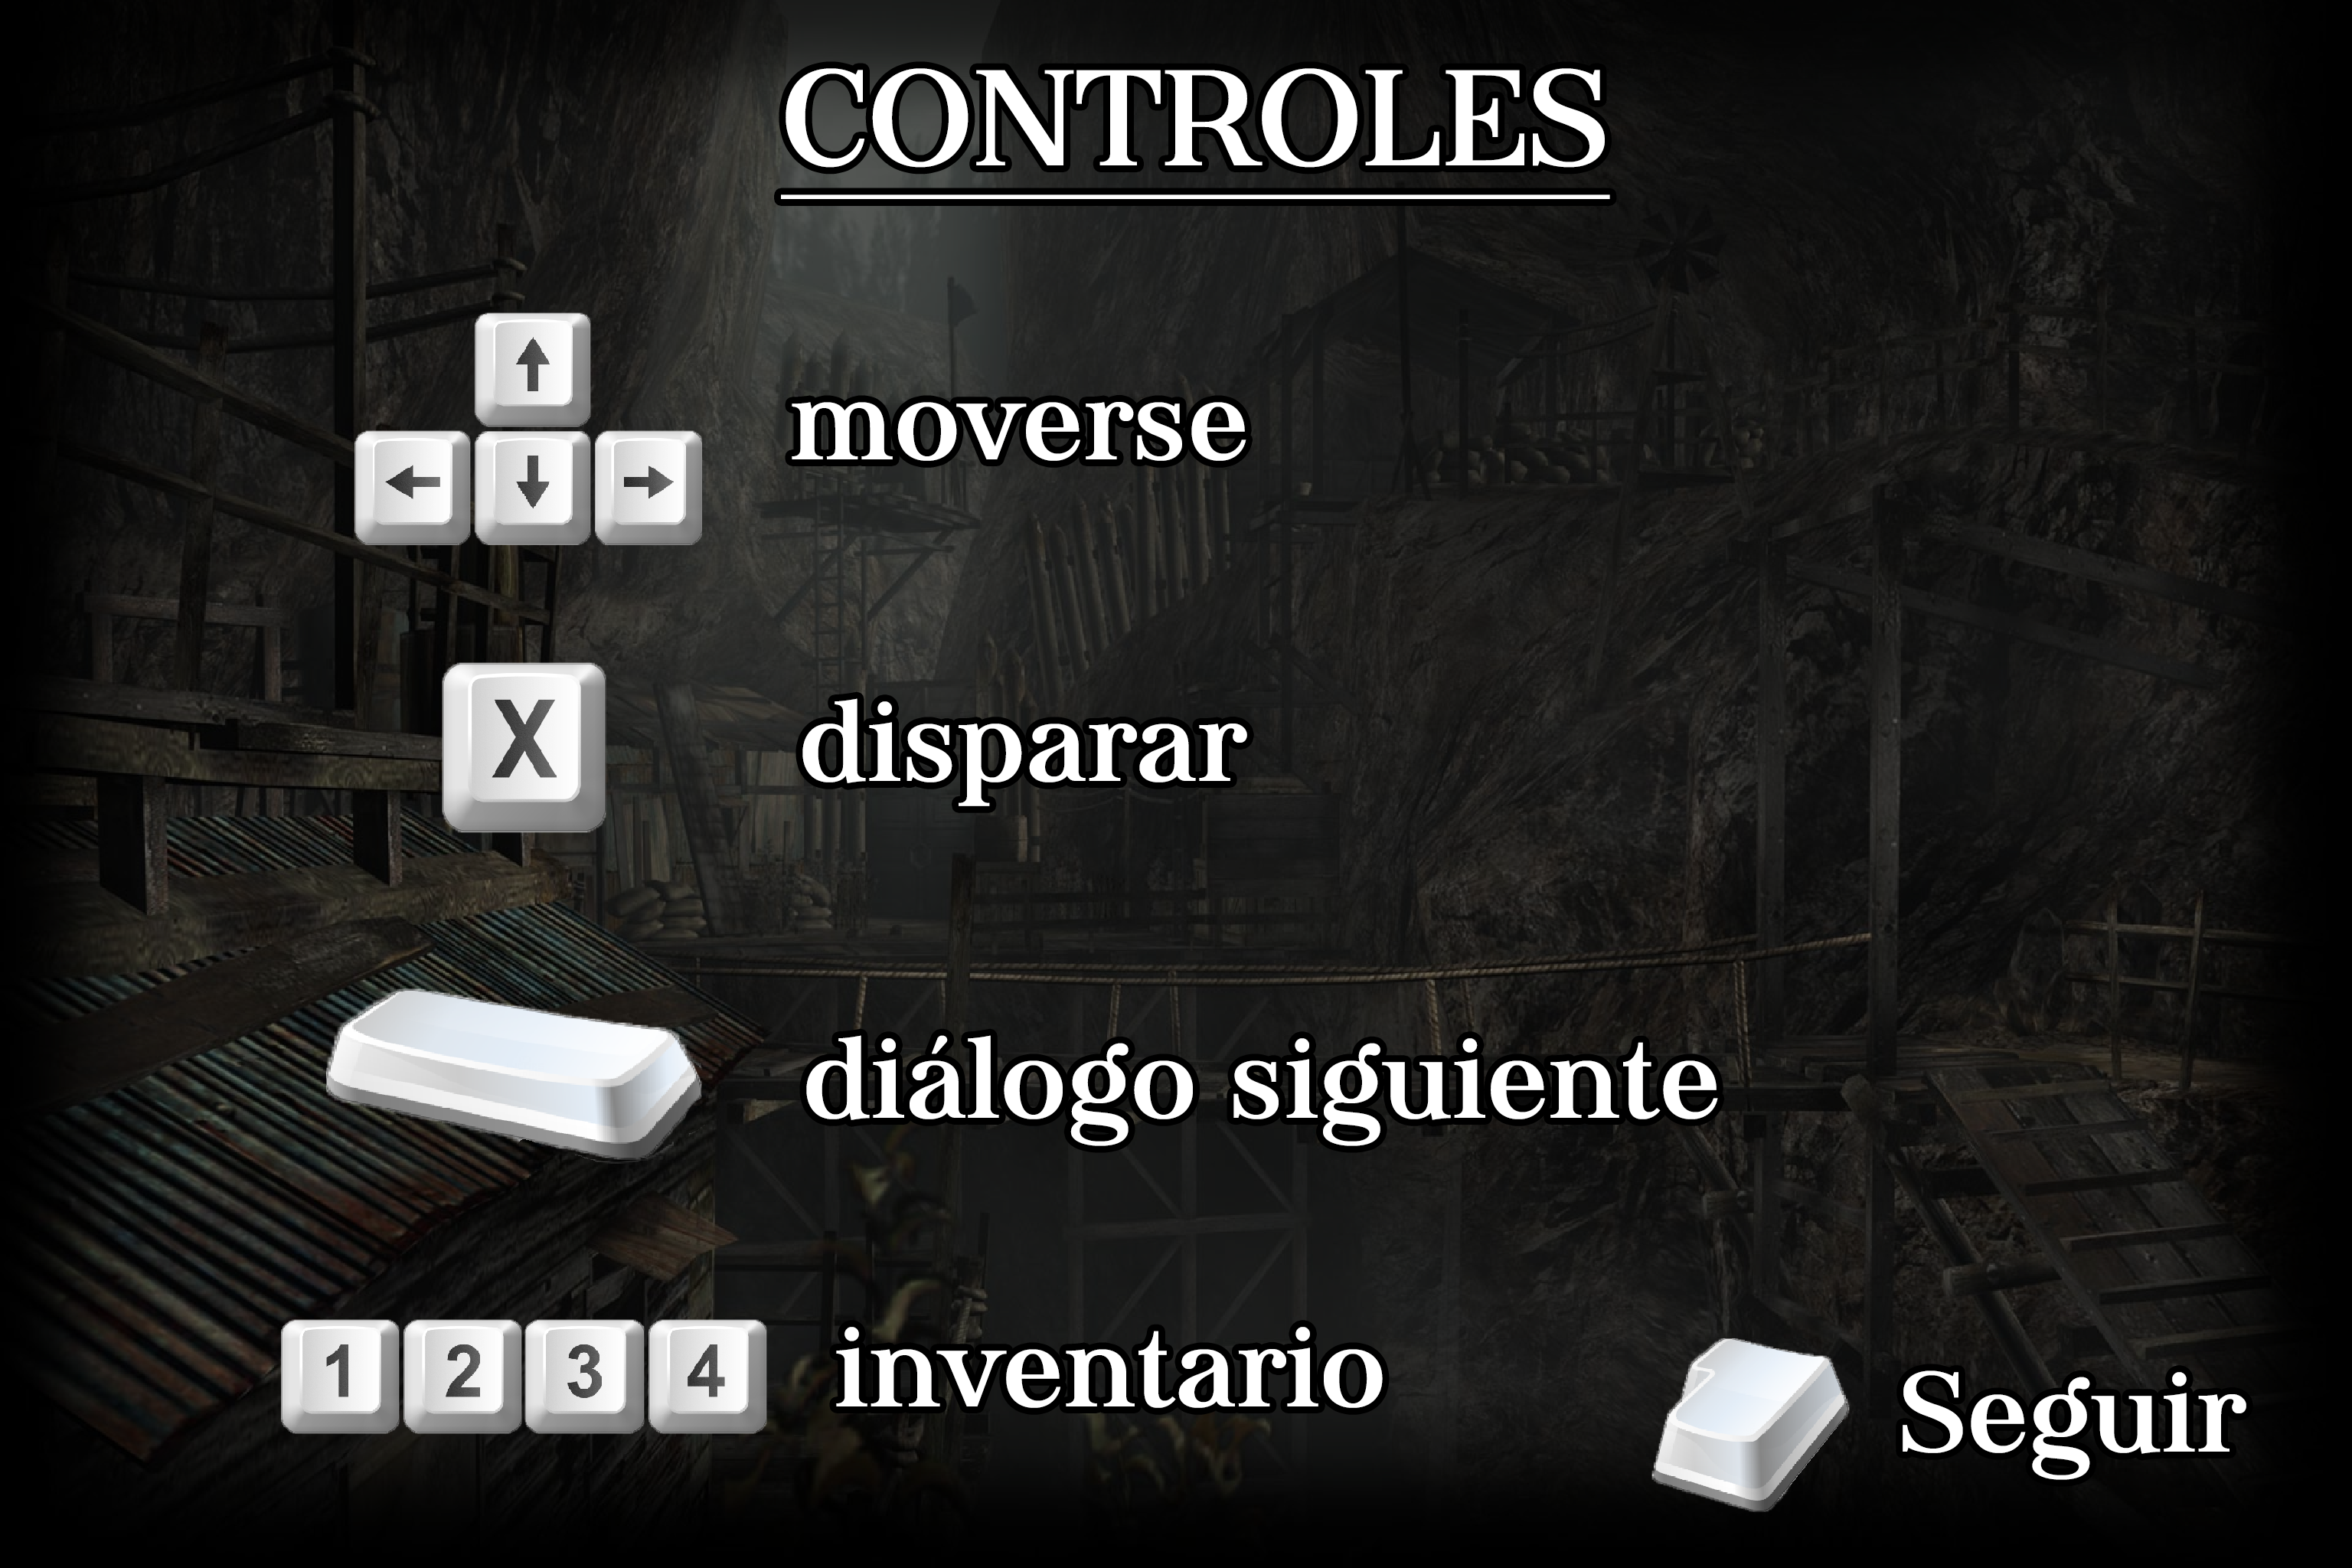 CONTROLES
↑
← ↓ →
moverse
X
disparar
diálogo siguiente
1 2 3 4
inventario
Seguir